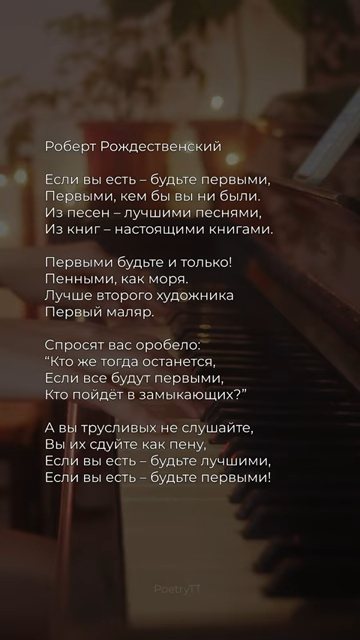 Роберт Рождественский
Если вы есть – будьте первыми,
Первыми, кем бы вы ни были.
Из песен – лучшими песнями,
Из книг – настоящими книгами.
Первыми будьте и только!
Пенными, как моря.
Лучше второго художника
Первый маляр.
Спросят вас оробело:
“Кто же тогда останется,
Если все будут первыми,
Кто пойдёт в замыкающих?”
А вы трусливых не слушайте,
Вы их сдуйте как пену,
Если вы есть – будьте лучшими,
Если вы есть – будьте первыми!
PoetryTT